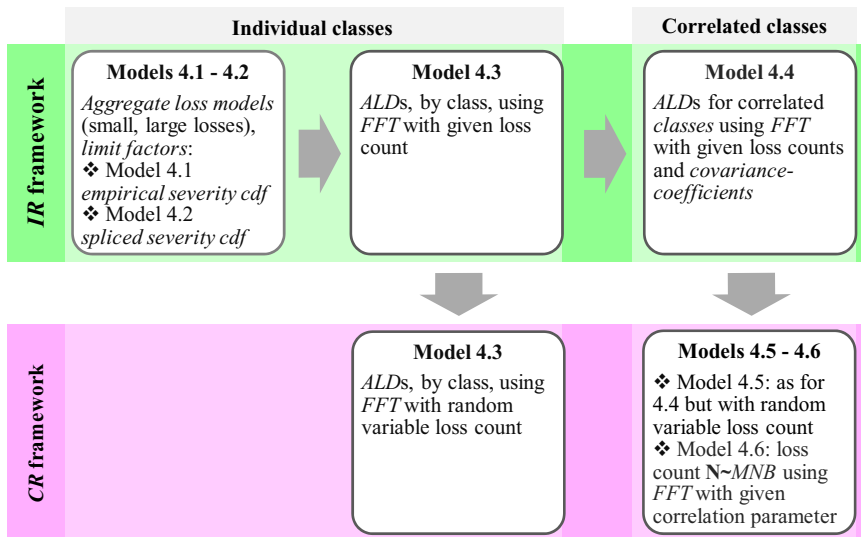 Individual classes
Correlated classes
IR framework
Models 4.1 - 4.2
Aggregate loss models
(small, large losses),
limit factors:
❖ Model 4.1
empirical severity cdf
❖ Model 4.2
spliced severity cdf
Model 4.3
ALDs, by class, using
FFT with given loss
count
Model 4.4
ALDs for correlated
classes using FFT
with given loss counts
and covariance-
coefficients
CR framework
Model 4.3
ALDs, by class, using
FFT with random
variable loss count
Models 4.5 - 4.6
❖ Model 4.5: as for
4.4 but with random
variable loss count
❖ Model 4.6: loss
count N~MNB using
FFT with given
correlation parameter